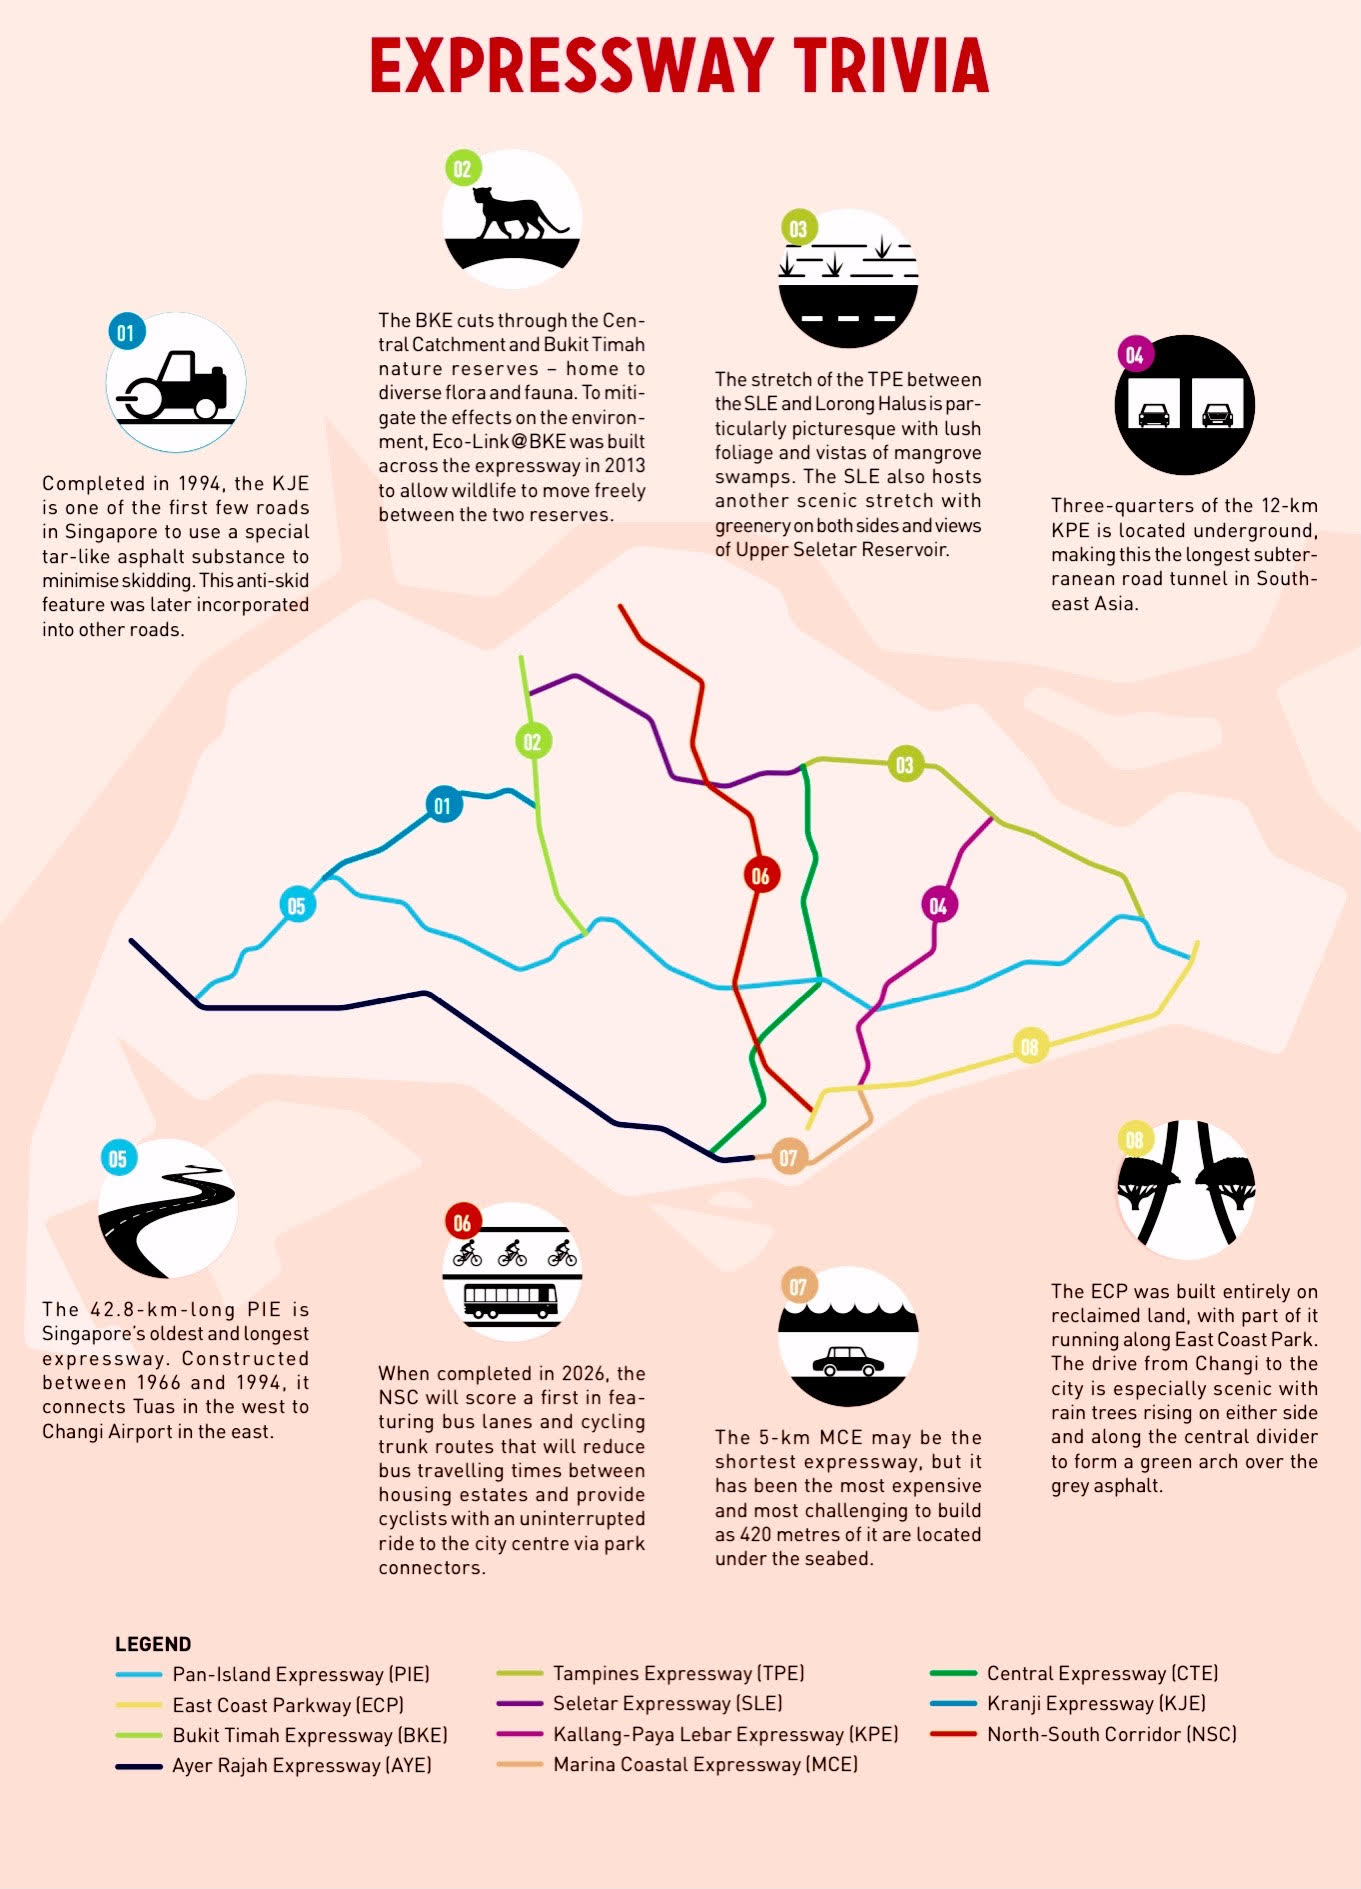 EXPRESSWAY TRIVIA
01
Completed in 1994, the KJE
is one of the first few roads
in Singapore to use a special
tar-like asphalt substance to
minimise skidding. This anti-skid
feature was later incorporated
into other roads.
02
The BKE cuts through the Cen-
tral Catchment and Bukit Timah
nature reserves – home to
diverse flora and fauna. To miti-
gate the effects on the environ-
ment, Eco-Link@BKE was built
across the expressway in 2013
to allow wildlife to move freely
between the two reserves.
03
The stretch of the TPE between
the SLE and Lorong Halus is par-
ticularly picturesque with lush
foliage and vistas of mangrove
swamps. The SLE also hosts
another scenic stretch with
greenery on both sides and views
of Upper Seletar Reservoir.
04
Three-quarters of the 12-km
KPE is located underground,
making this the longest subter-
ranean road tunnel in South-
east Asia.
02
03
01
06
05
04
08
07
05
The 42.8-km-long PIE is
Singapore's oldest and longest
expressway. Constructed
between 1966 and 1994, it
connects Tuas in the west to
Changi Airport in the east.
06
When completed in 2026, the
NSC will score a first in fea-
turing bus lanes and cycling
trunk routes that will reduce
bus travelling times between
housing estates and provide
cyclists with an uninterrupted
ride to the city centre via park
connectors.
07
The 5-km MCE may be the
shortest expressway, but it
has been the most expensive
and most challenging to build
as 420 metres of it are located
under the seabed.
08
The ECP was built entirely on
reclaimed land, with part of it
running along East Coast Park.
The drive from Changi to the
city is especially scenic with
rain trees rising on either side
and along the central divider
to form a green arch over the
grey asphalt.
LEGEND
Pan-Island Expressway (PIE)
East Coast Parkway (ECP)
Bukit Timah Expressway (BKE)
Ayer Rajah Expressway (AYE)
Tampines Expressway (TPE)
Seletar Expressway (SLE)
Kallang-Paya Lebar Expressway (KPE)
Marina Coastal Expressway (MCE)
Central Expressway (CTE)
Kranji Expressway (KJE)
North-South Corridor (NSC)